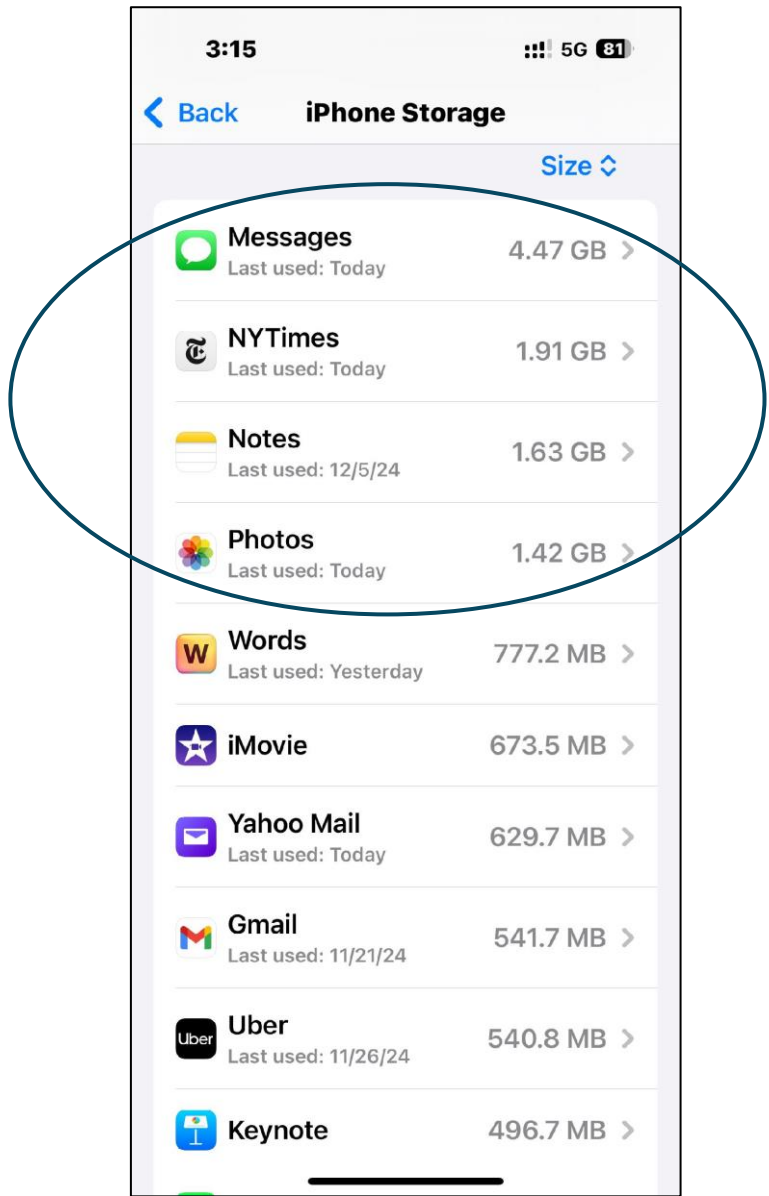 3:15 5G 81
Back iPhone Storage
Size
Messages 4.47 GB
Last used: Today
NYTimes 1.91 GB
Last used: Today
Notes 1.63 GB
Last used: 12/5/24
Photos 1.42 GB
Last used: Today
W Words 777.2 MB
Last used: Yesterday
iMovie 673.5 MB
Yahoo Mail 629.7 MB
Last used: Today
Gmail 541.7 MB
Last used: 11/21/24
Uber Uber 540.8 MB
Last used: 11/26/24
Keynote 496.7 MB